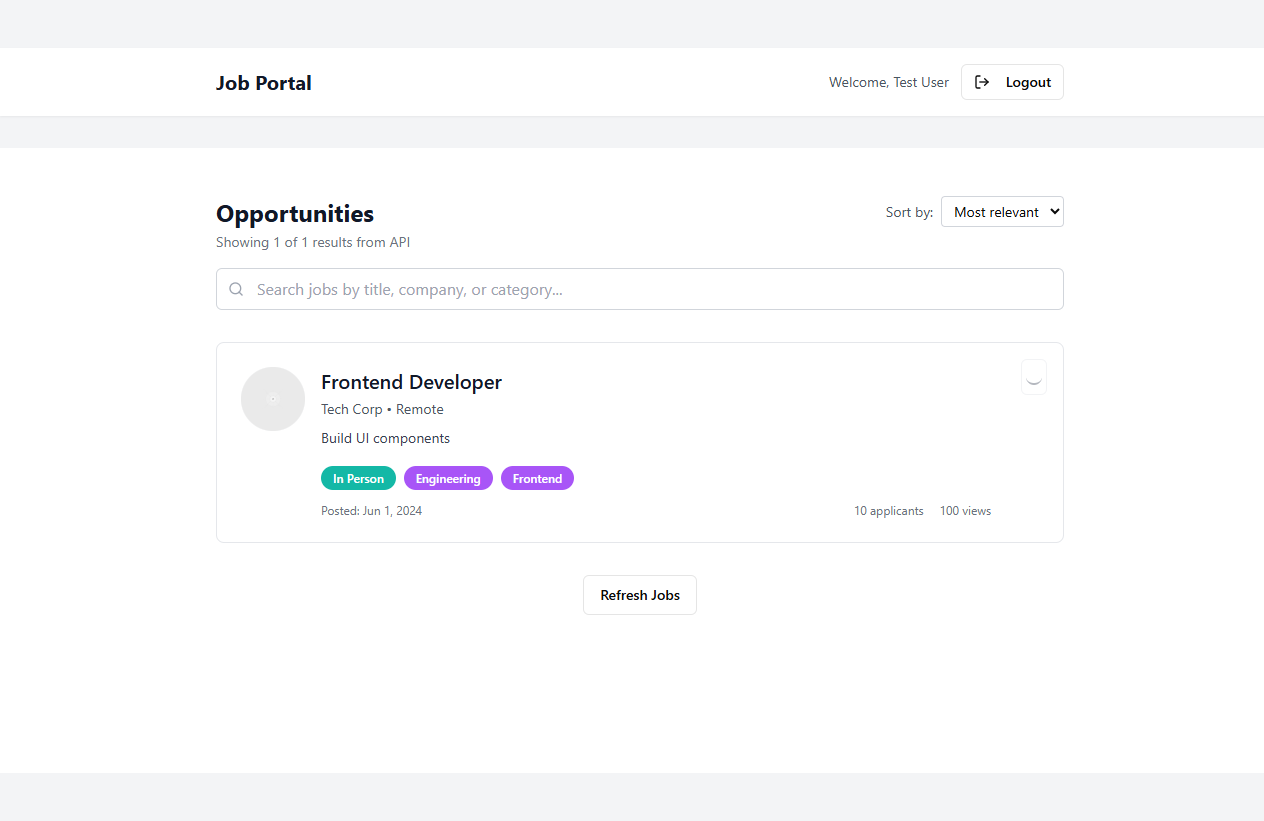 Job Portal
Welcome, Test User
Logout
Opportunities
Sort by:
Most relevant
Showing 1 of 1 results from API
Search jobs by title, company, or category...
Frontend Developer
Tech Corp • Remote
Build UI components
In Person
Engineering
Frontend
Posted: Jun 1, 2024
10 applicants
100 views
Refresh Jobs